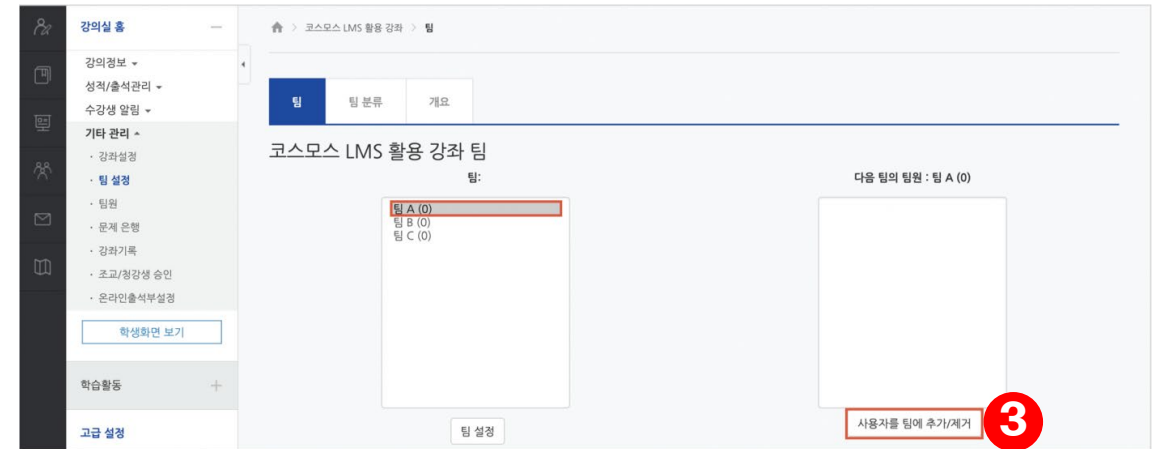 강의실 홈
강의정보
성적/출석관리
수강생 알림
기타 관리
· 강좌설정
· 팀 설정
· 팀원
· 문제 은행
· 강좌기록
· 조교/청강생 승인
· 온라인출석부설정
학생화면 보기
학습활동
고급 설정
코스모스 LMS 활용 강좌 > 팀
팀 팀 분류 개요
코스모스 LMS 활용 강좌 팀
팀:
팀 A (0)
팀 B (0)
팀 C (0)
팀 설정
다음 팀의 팀원 : 팀 A (0)
사용자를 팀에 추가/제거
3